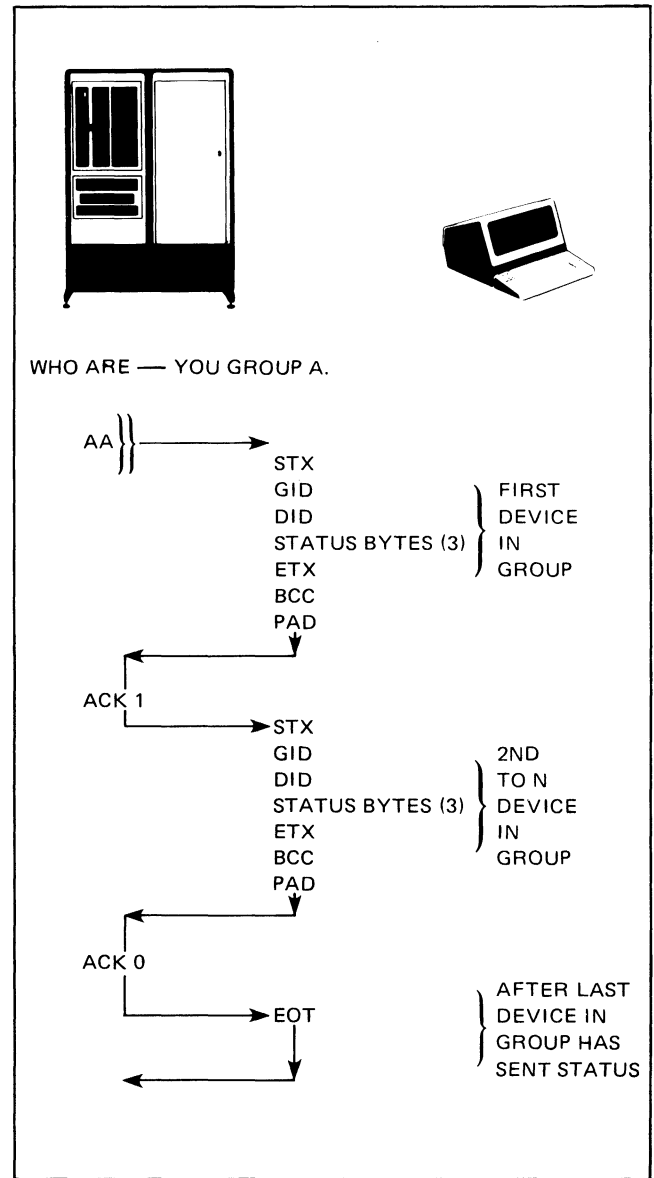 WHO ARE — YOU GROUP A.
AA
STX
GID
DID
STATUS BYTES (3)
ETX
BCC
PAD
FIRST
DEVICE
IN
GROUP
ACK 1
STX
GID
DID
STATUS BYTES (3)
ETX
BCC
PAD
2ND
TO N
DEVICE
IN
GROUP
ACK 0
EOT
AFTER LAST
DEVICE IN
GROUP HAS
SENT STATUS